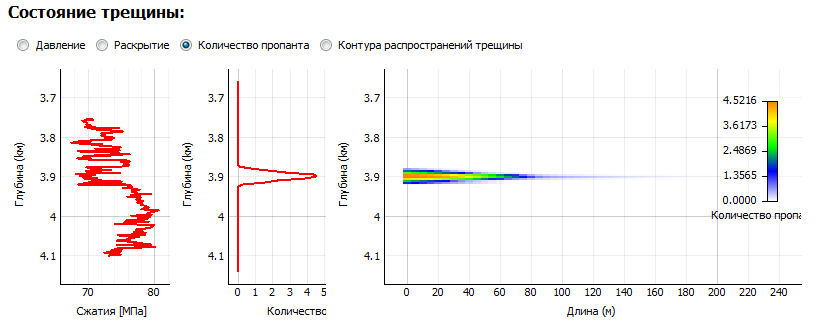 Состояние трещины:
Давление Раскрытие Количество пропанта Контура распространений трещины
3.7 3.7 3.7
3.8 3.8 3.8
3.9 3.9 3.9
4 4 4
4.1 4.1 4.1
Глубина (км) Глубина (км) Глубина (км)
4.5216
3.6173
2.4869
1.3565
0.0000
Количество пропа
70 80 0 1 2 3 4 5 0 20 40 60 80 100 120 140 160 180 200 220 240
Сжатия [МПа] Количество Длина (м)